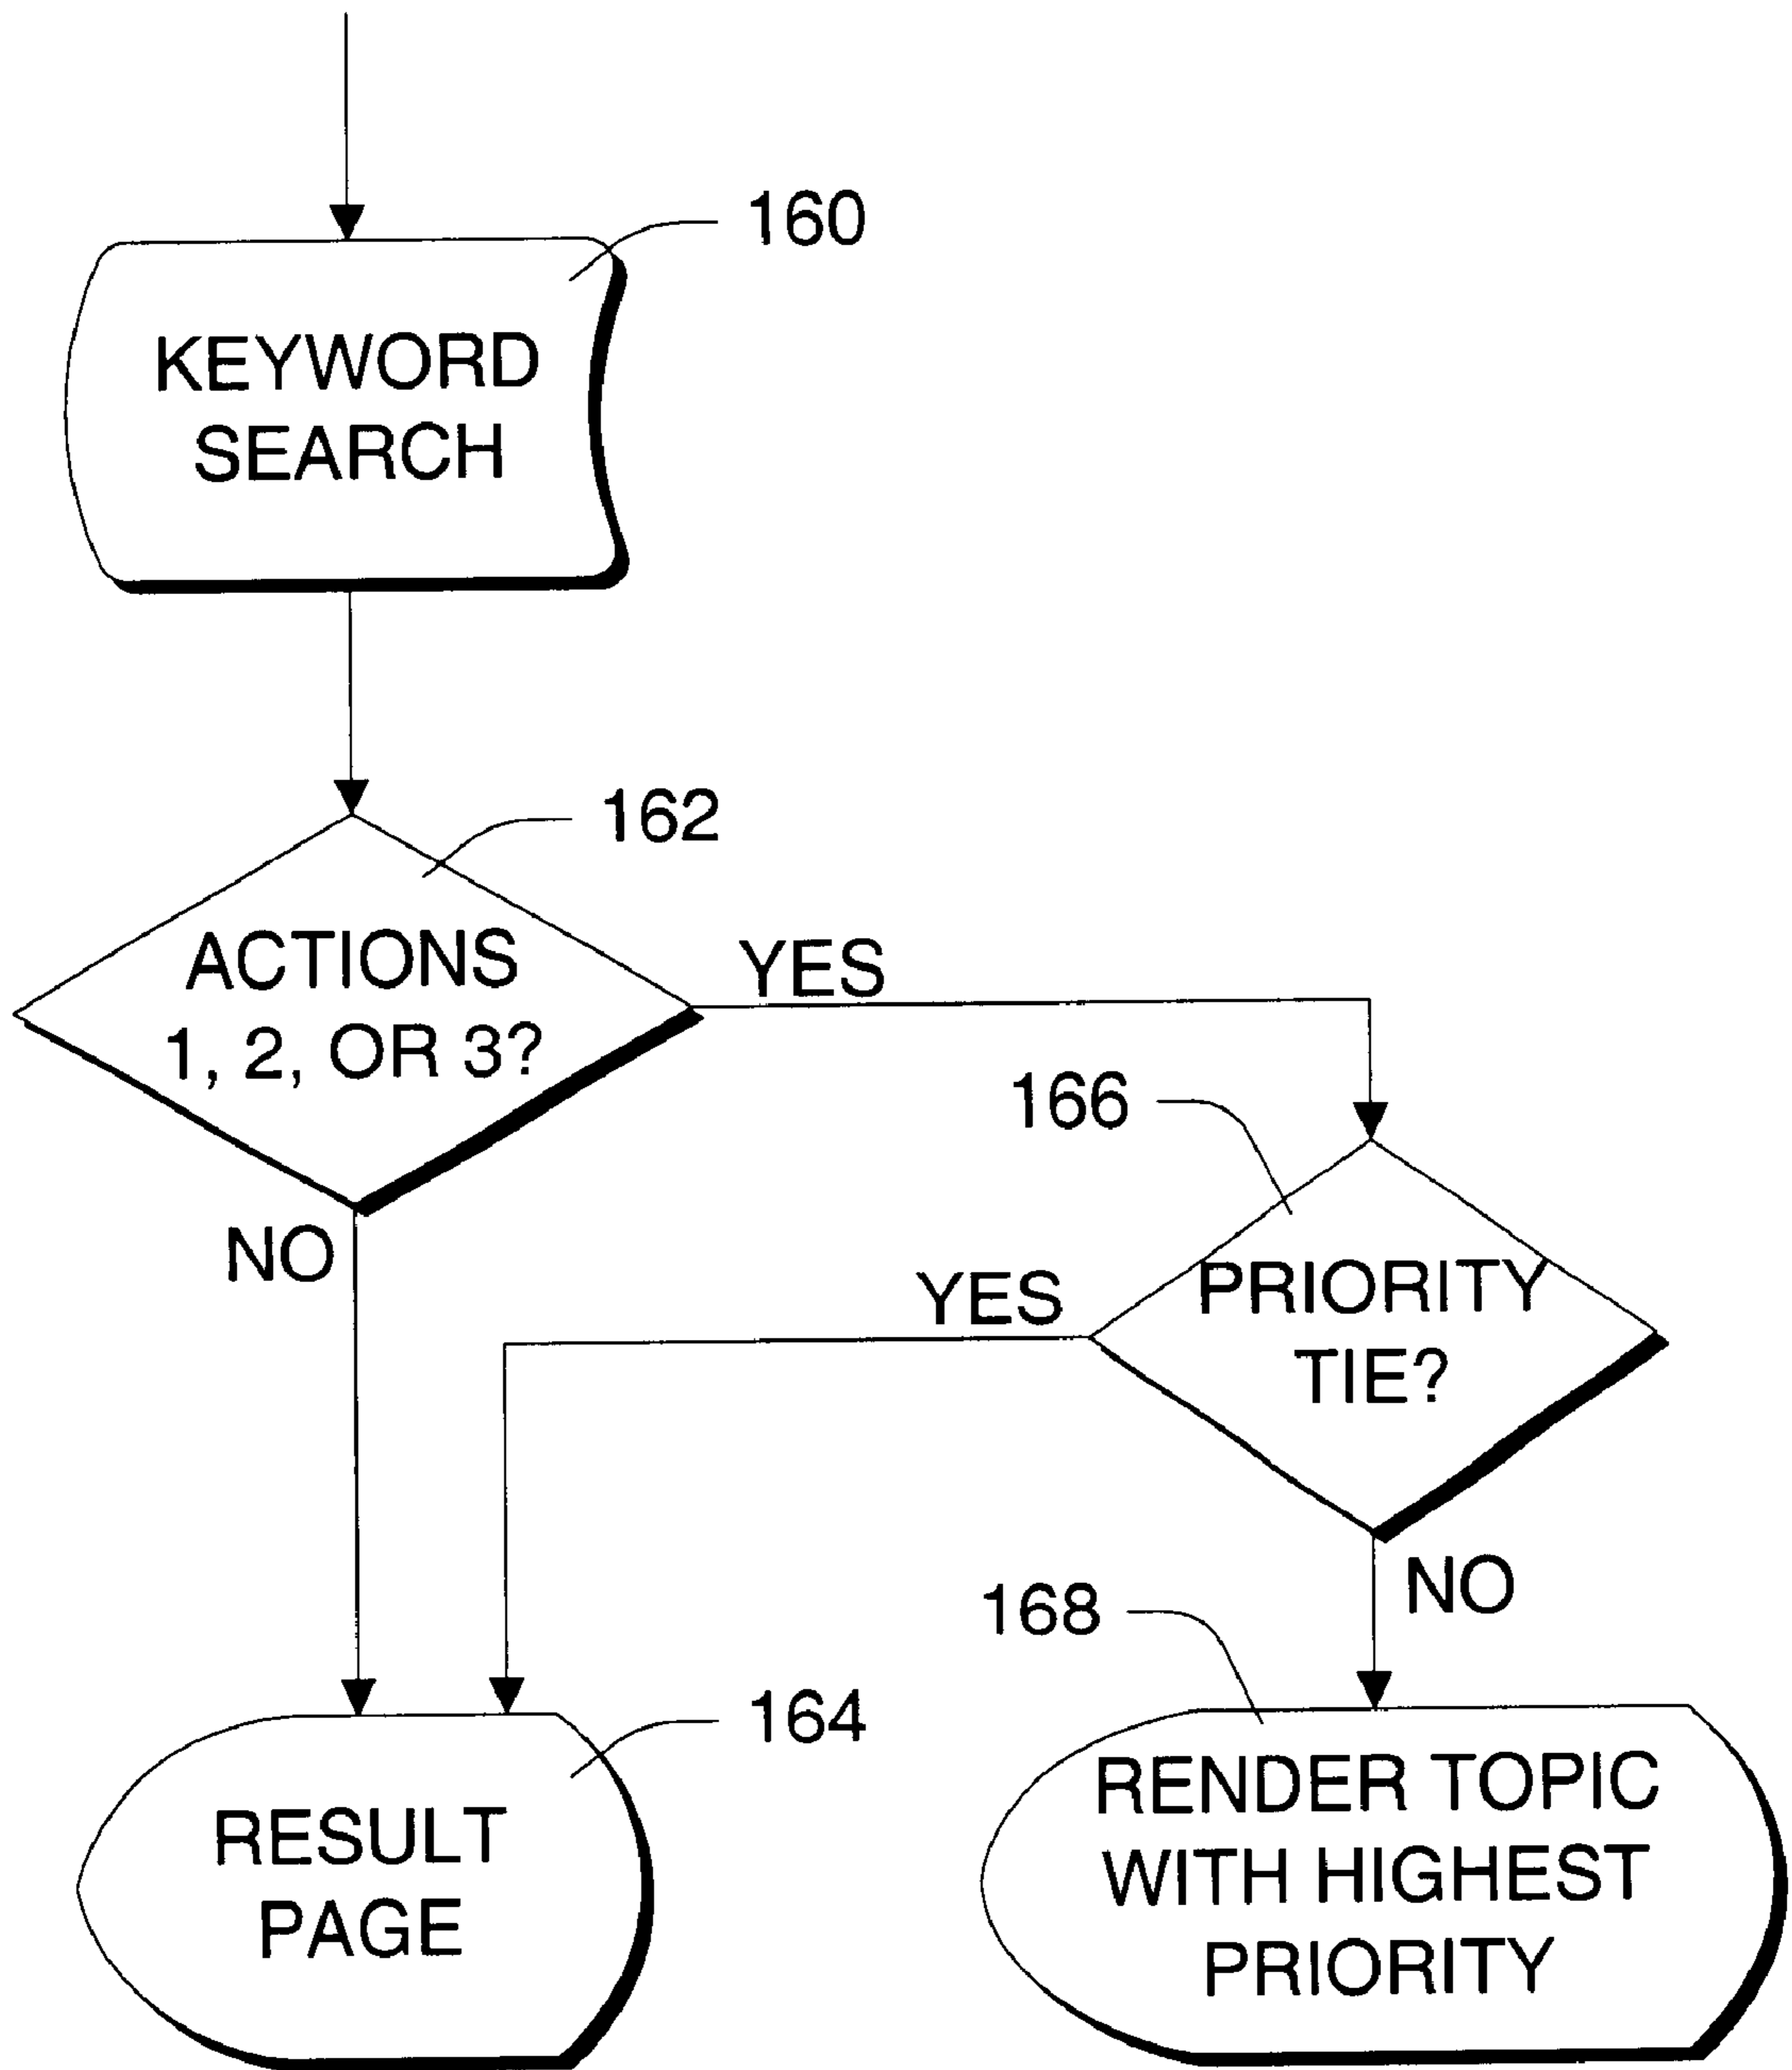 160
KEYWORD
SEARCH
162
ACTIONS
1, 2, OR 3?
YES
NO
166
PRIORITY
TIE?
YES
NO
168
164
RESULT
PAGE
RENDER TOPIC
WITH HIGHEST
PRIORITY